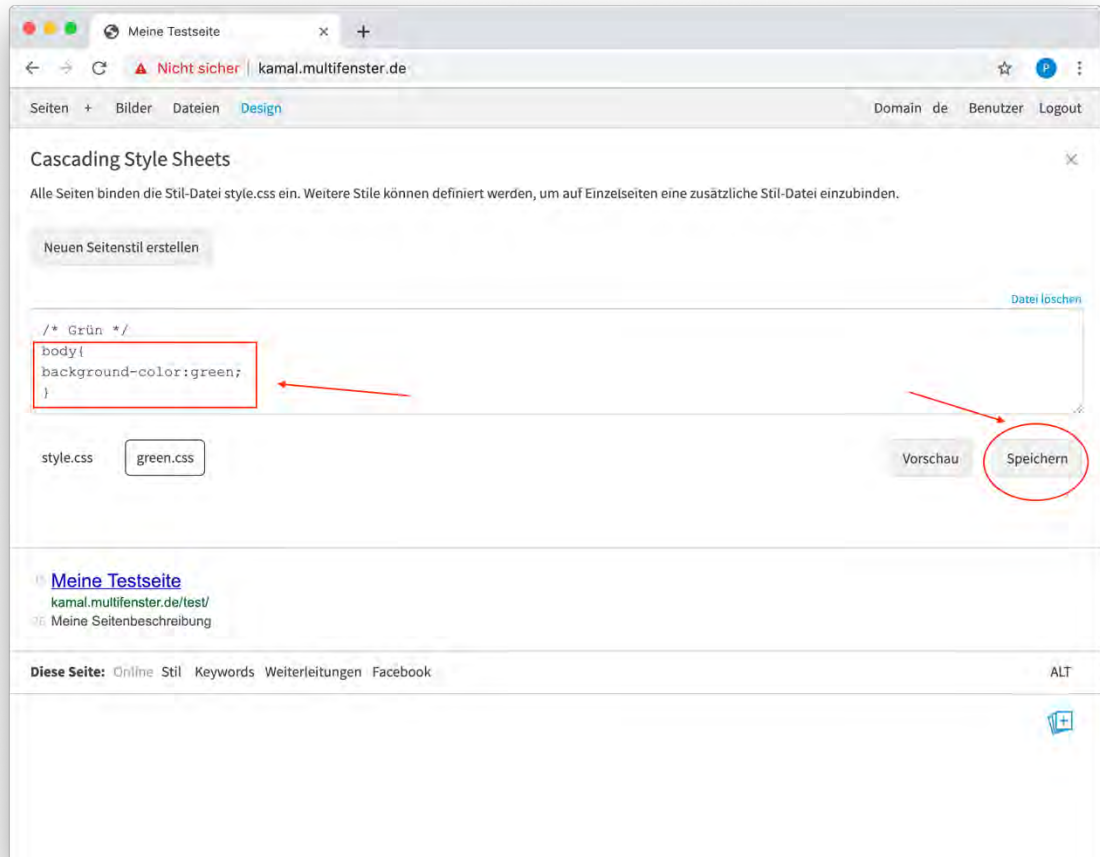 Meine Testseite
Nicht sicher | kamal.multifenster.de
P
Seiten + Bilder Dateien Design Domain de Benutzer Logout
Cascading Style Sheets
Alle Seiten binden die Stil-Datei style.css ein. Weitere Stile können definiert werden, um auf Einzelseiten eine zusätzliche Stil-Datei einzubinden.
Neuen Seitenstil erstellen
Datei löschen
/* Grün */
body{
background-color:green;
}
style.css green.css Vorschau Speichern
15 Meine Testseite
kamal.multifenster.de/test/
26 Meine Seitenbeschreibung
Diese Seite: Online Stil Keywords Weiterleitungen Facebook ALT